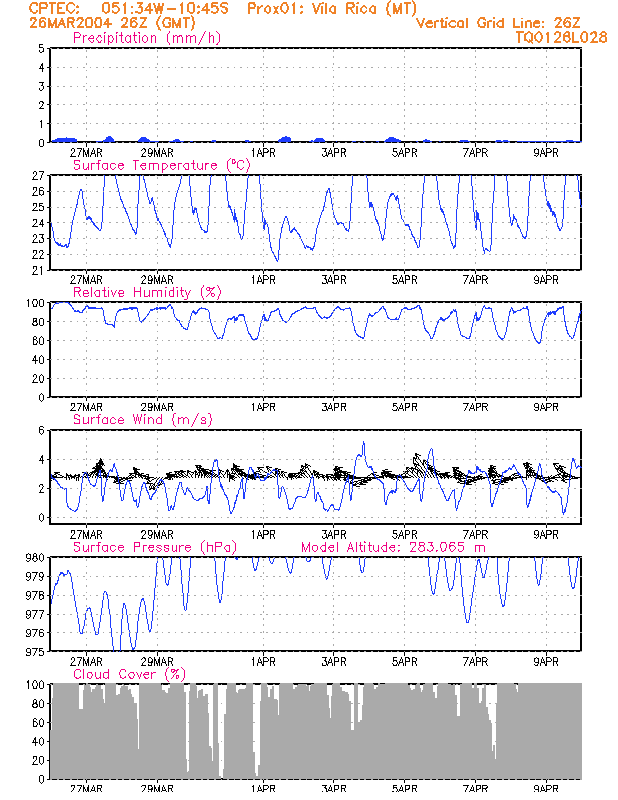 CPTEC: 051:34W-10:45S Prox01: Vila Rica (MT)
26MAR2004 26Z (GMT) Vertical Grid Line: 26Z
Precipitation (mm/h) TQ0126L028
5
4
3
2
1
0
27MAR 29MAR 1APR 3APR 5APR 7APR 9APR
Surface Temperature (°C)
27
26
25
24
23
22
21
27MAR 29MAR 1APR 3APR 5APR 7APR 9APR
Relative Humidity (%)
100
80
60
40
20
0
27MAR 29MAR 1APR 3APR 5APR 7APR 9APR
Surface Wind (m/s)
6
4
2
0
27MAR 29MAR 1APR 3APR 5APR 7APR 9APR
Surface Pressure (hPa) Model Altitude: 283.065 m
980
979
978
977
976
975
27MAR 29MAR 1APR 3APR 5APR 7APR 9APR
Cloud Cover (%)
100
80
60
40
20
0
27MAR 29MAR 1APR 3APR 5APR 7APR 9APR